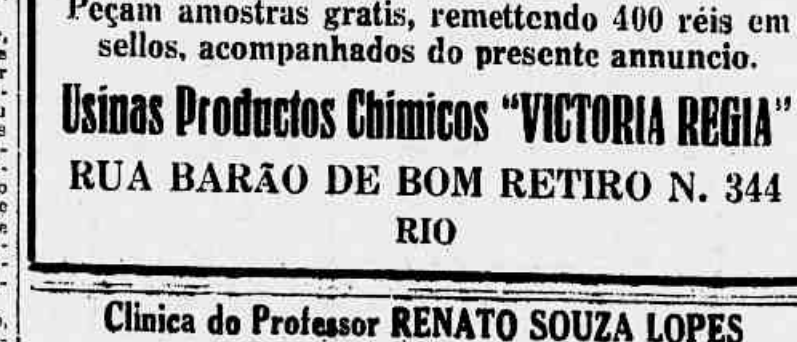 Peçam amostras gratis, remettendo 400 réis em
sellos, acompanhados do presente annuncio.
Usinas Productos Chimicos "VICTORIA REGIA"
RUA BARÃO DE BOM RETIRO N. 344
RIO
Clinica do Professor RENATO SOUZA LOPES